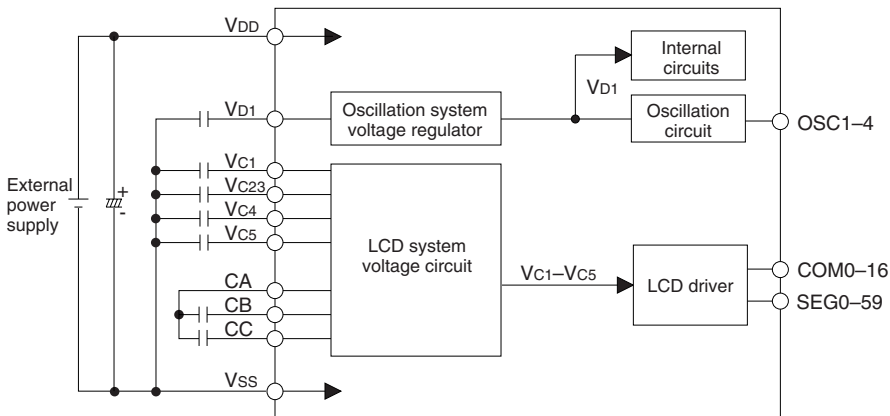 VDD
Internal
circuits
VD1
VD1
Oscillation system
voltage regulator
Oscillation
circuit
OSC1–4
VC1
VC23
VC4
VC5
External
power
supply
+
-
LCD system
voltage circuit
CA
CB
CC
VC1–VC5
LCD driver
COM0–16
SEG0–59
VSS